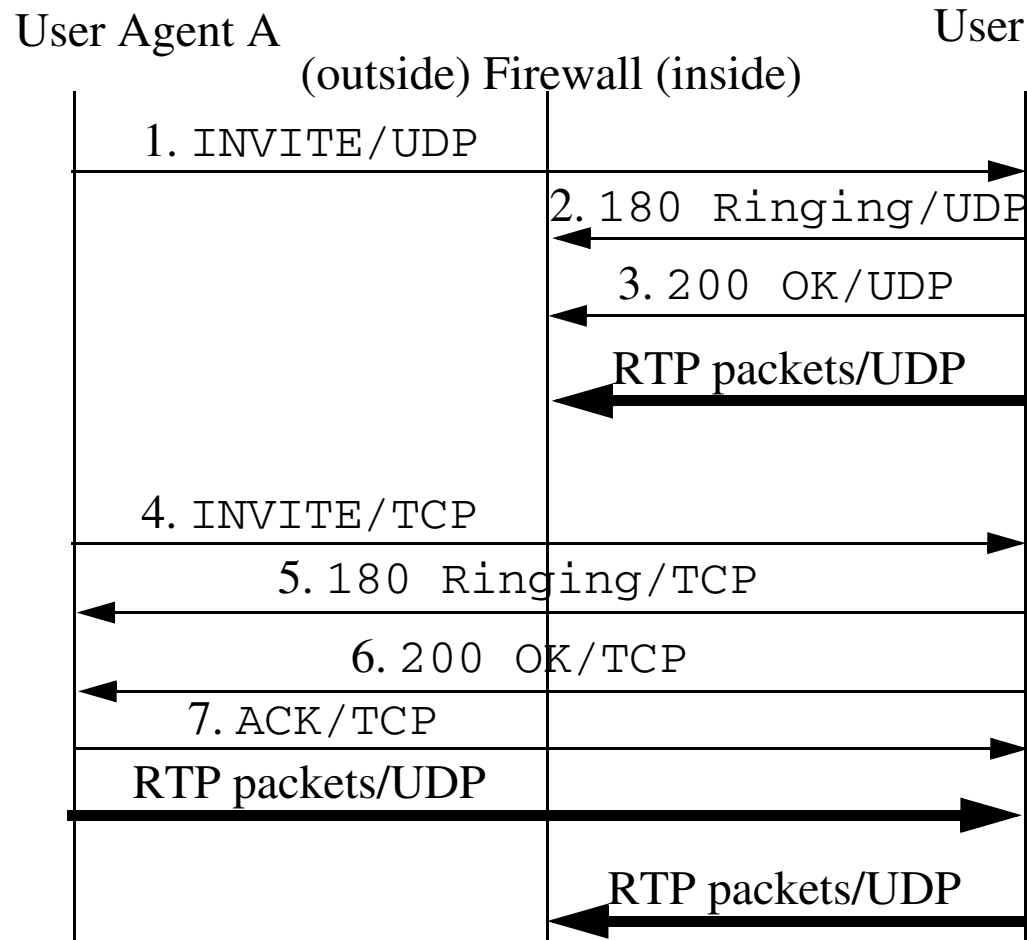 User Agent A
User
(outside) Firewall (inside)
1. INVITE/UDP
2. 180 Ringing/UDP
3. 200 OK/UDP
RTP packets/UDP
4. INVITE/TCP
5. 180 Ringing/TCP
6. 200 OK/TCP
7. ACK/TCP
RTP packets/UDP
RTP packets/UDP